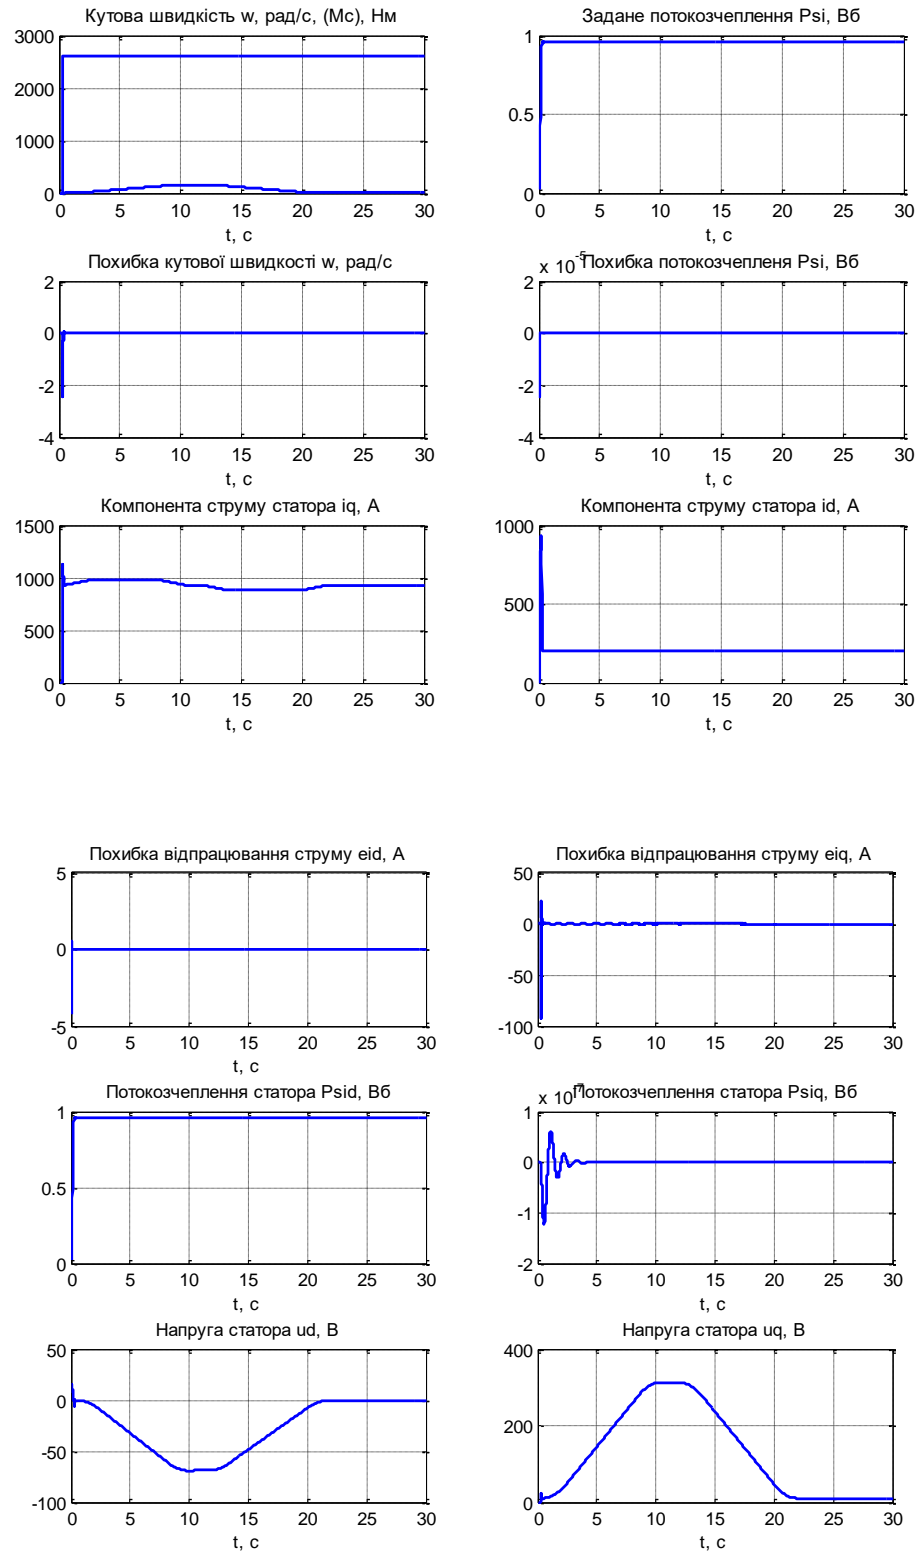 Кутова швидкість w, рад/с, (Мс), Нм
3000
2000
1000
0
0 5 10 15 20 25 30
t, с
Задане потокозчеплення Psi, Вб
1
0.5
0
0 5 10 15 20 25 30
t, с
Похибка кутової швидкості w, рад/с
2
0
-2
-4
0 5 10 15 20 25 30
t, с
x 10^-5 Похибка потокозчепленя Psi, Вб
2
0
-2
-4
0 5 10 15 20 25 30
t, с
Компонента струму статора iq, А
1500
1000
500
0
0 5 10 15 20 25 30
t, с
Компонента струму статора id, А
1000
500
0
0 5 10 15 20 25 30
t, с
Похибка відпрацювання струму eid, А
5
0
-5
0 5 10 15 20 25 30
t, с
Похибка відпрацювання струму eiq, А
50
0
-50
-100
0 5 10 15 20 25 30
t, с
Потокозчеплення статора Psid, Вб
1
0.5
0
0 5 10 15 20 25 30
t, с
x 10 Потокозчеплення статора Psiq, Вб
1
0
-1
-2
0 5 10 15 20 25 30
t, с
Напруга статора ud, В
50
0
-50
-100
0 5 10 15 20 25 30
t, с
Напруга статора uq, В
400
200
0
0 5 10 15 20 25 30
t, с